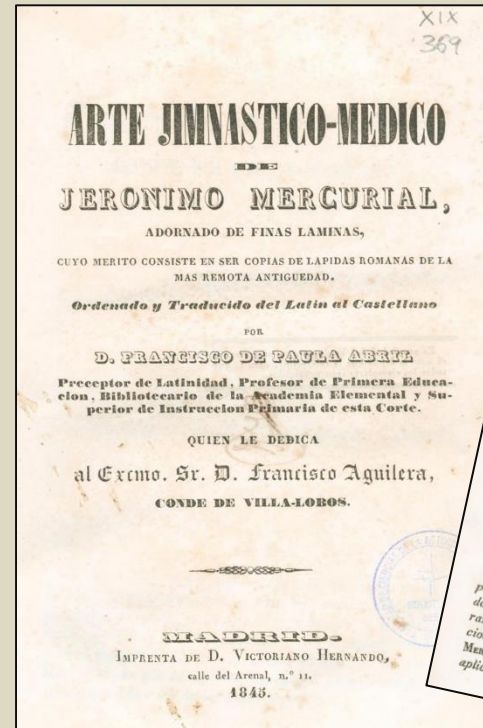 XIX
369
ARTE JIMNASTICO-MEDICO
DE
JERONIMO MERCURIAL,
ADORNADO DE FINAS LAMINAS,
CUYO MERITO CONSISTE EN SER COPIAS DE LAPIDAS ROMANAS DE LA
MAS REMOTA ANTIGUEDAD.
Ordenado y Traducido del Latin al Castellano
POR
D. FRANCISCO DE PAULA ABRIL
Preceptor de Latinidad, Profesor de Primera Educa-
cion, Bibliotecario de la Academia Elemental y Su-
perior de Instruccion Primaria de esta Corte.
QUIEN LE DEDICA
al Excmo. Sr. D. Francisco Aguilera,
CONDE DE VILLA-LOBOS.
MADRID.
IMPRENTA DE D. VICTORIANO HERNANDO,
calle del Arenal, n.º 11.
1845.